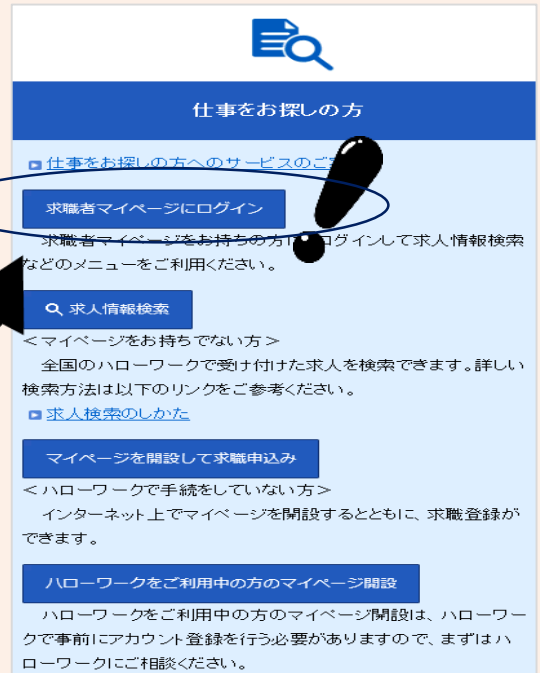 仕事をお探しの方
仕事をお探しの方へのサービスのご
求職者マイページにログイン
求職者マイページをお持ちの方は、ログインして求人情報検索
などのメニューをご利用ください。
求人情報検索
＜マイページをお持ちでない方＞
全国のハローワークで受け付けた求人を検索できます。詳しい
検索方法は以下のリンクをご参考ください。
求人検索のしかた
マイページを開設して求職申込み
＜ハローワークで手続をしていない方＞
インターネット上でマイページを開設するとともに、求職登録が
できます。
ハローワークをご利用中の方のマイページ開設
ハローワークをご利用中の方のマイページ開設は、ハローワー
クで事前にアカウント登録を行う必要がありますので、まずはハ
ローワークにご相談ください。